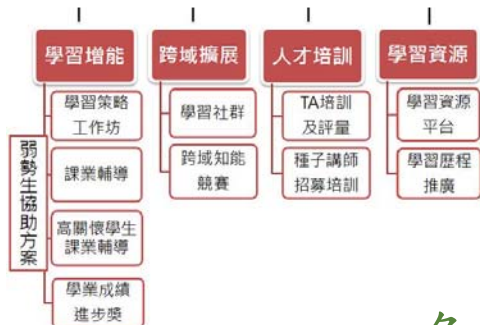 學習增能
跨域擴展
人才培訓
學習資源
弱勢生協助方案
學習策略
工作坊
課業輔導
高關懷學生
課業輔導
學業成績
進步獎
學習社群
跨域知能
競賽
TA培訓
及評量
種子講師
招募培訓
學習資源
平台
學習歷程
推廣